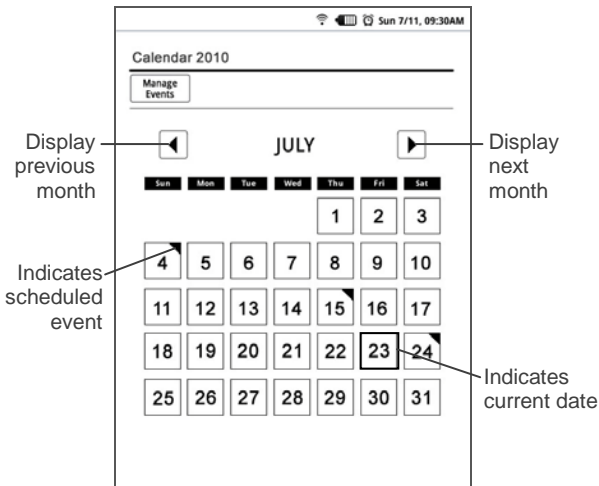 Sun 7/11, 09:30AM
Calendar 2010
Manage
Events
Display
previous
month
JULY
Display
next
month
Sun Mon Tue Wed Thu Fri Sat
1 2 3
4 5 6 7 8 9 10
Indicates
scheduled
event
11 12 13 14 15 16 17
18 19 20 21 22 23 24
Indicates
current date
25 26 27 28 29 30 31